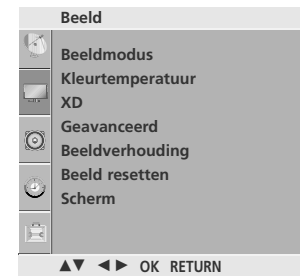 Beeld
Beeldmodus
Kleurtemperatuur
XD
Geavanceerd
Beeldverhouding
Beeld resetten
Scherm
▲▼ ◄► OK RETURN